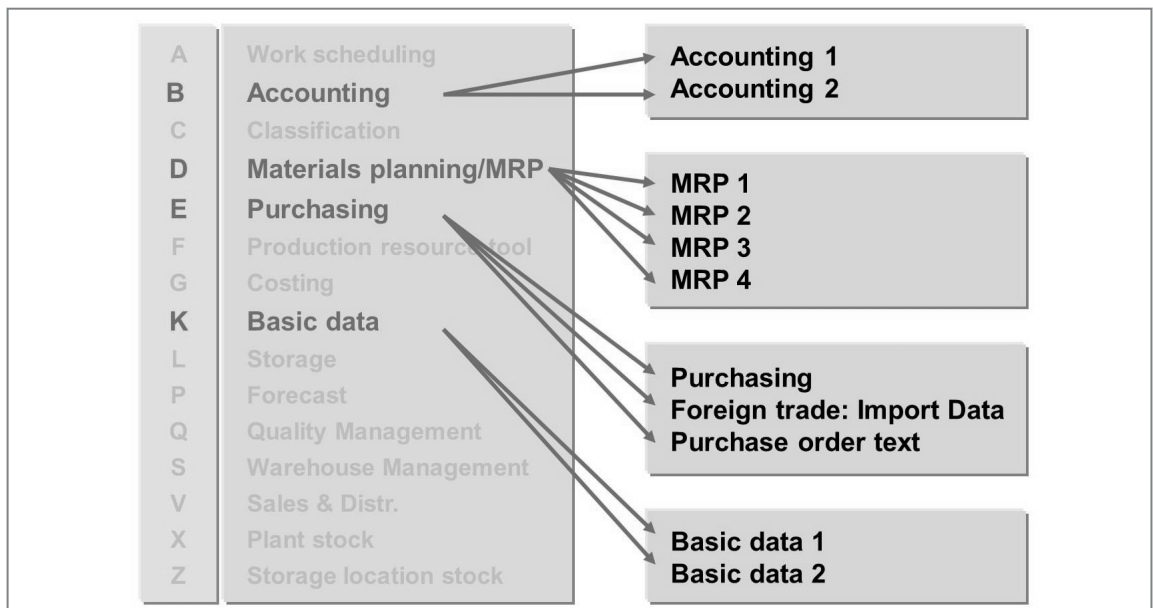 A Work scheduling
B Accounting
C Classification
D Materials planning/MRP
E Purchasing
F Production resource tool
G Costing
K Basic data
L Storage
P Forecast
Q Quality Management
S Warehouse Management
V Sales & Distr.
X Plant stock
Z Storage location stock
Accounting 1
Accounting 2
MRP 1
MRP 2
MRP 3
MRP 4
Purchasing
Foreign trade: Import Data
Purchase order text
Basic data 1
Basic data 2